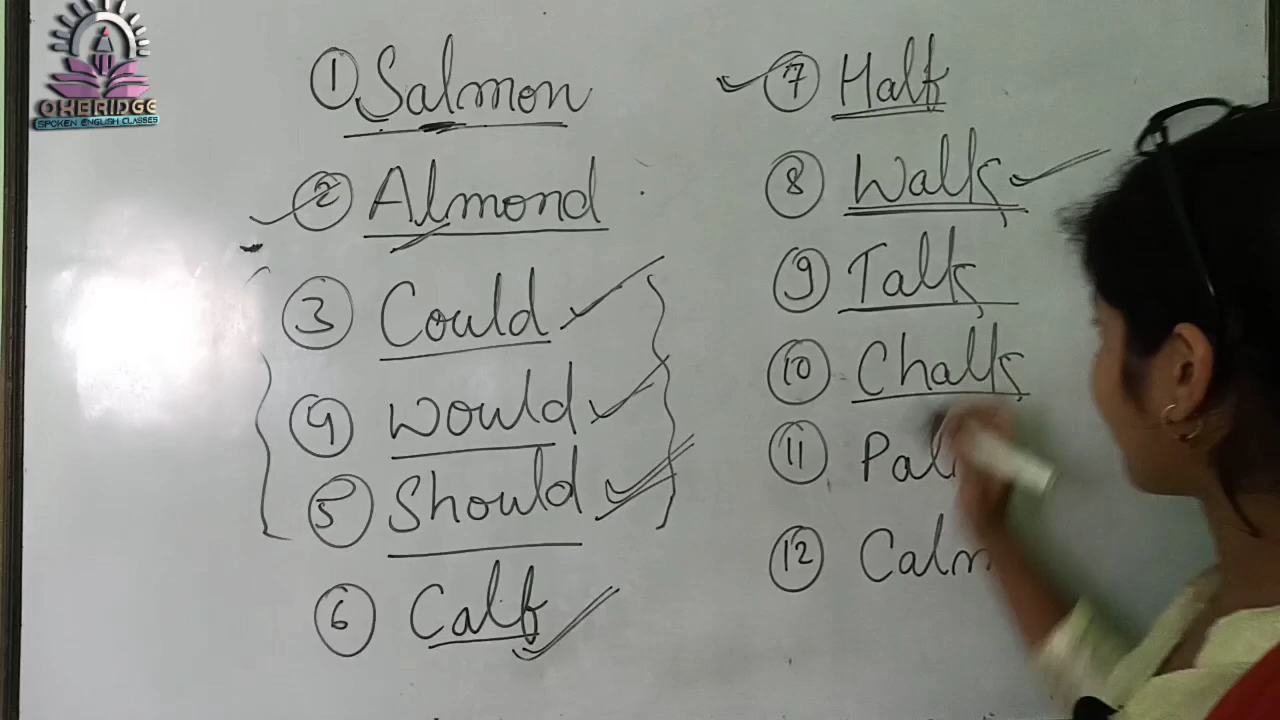 OHERIDGE
SPOKEN ENGLISH CLASSES
1 Salmon
2 Almond
3 Could
4 Would
5 Should
6 Calf
7 Half
8 Walk
9 Talk
10 Chalk
11
12